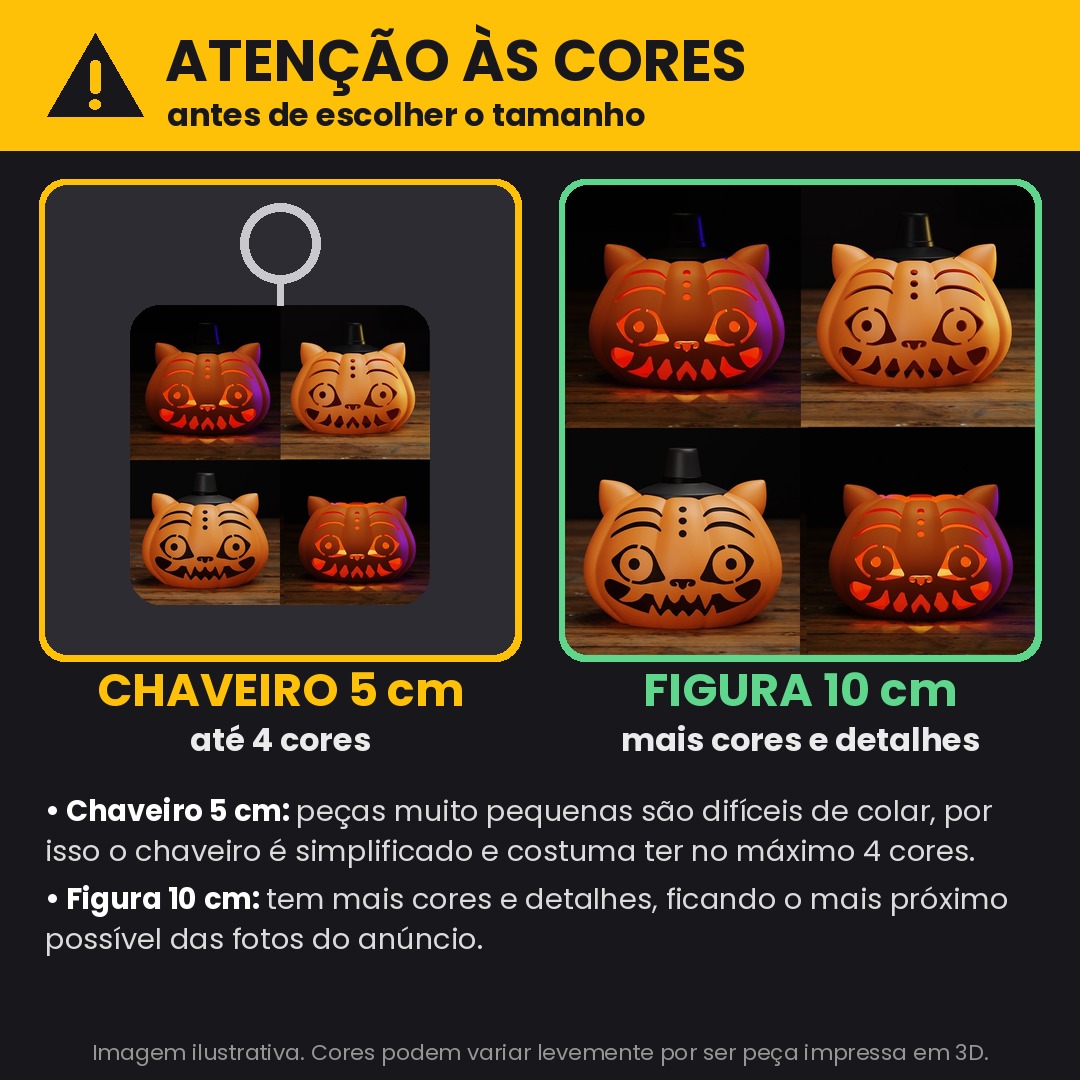 ATENÇÃO ÀS CORES
antes de escolher o tamanho
CHAVEIRO 5 cm
até 4 cores
FIGURA 10 cm
mais cores e detalhes
• Chaveiro 5 cm: peças muito pequenas são difíceis de colar, por
isso o chaveiro é simplificado e costuma ter no máximo 4 cores.
• Figura 10 cm: tem mais cores e detalhes, ficando o mais próximo
possível das fotos do anúncio.
Imagem ilustrativa. Cores podem variar levemente por ser peça impressa em 3D.